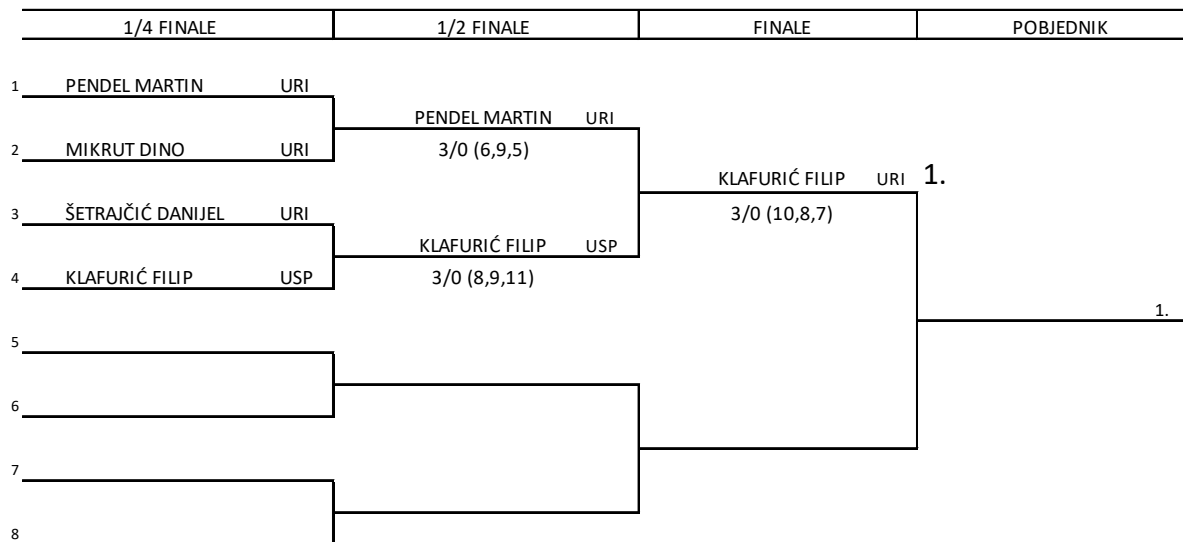 1/4 FINALE 1/2 FINALE FINALE POBJEDNIK
1 PENDEL MARTIN URI
PENDEL MARTIN URI
2 MIKRUT DINO URI 3/0 (6,9,5)
KLAFURIĆ FILIP URI 1.
3 ŠETRAJČIĆ DANIJEL URI 3/0 (10,8,7)
KLAFURIĆ FILIP USP
4 KLAFURIĆ FILIP USP 3/0 (8,9,11)
1.
5
6
7
8